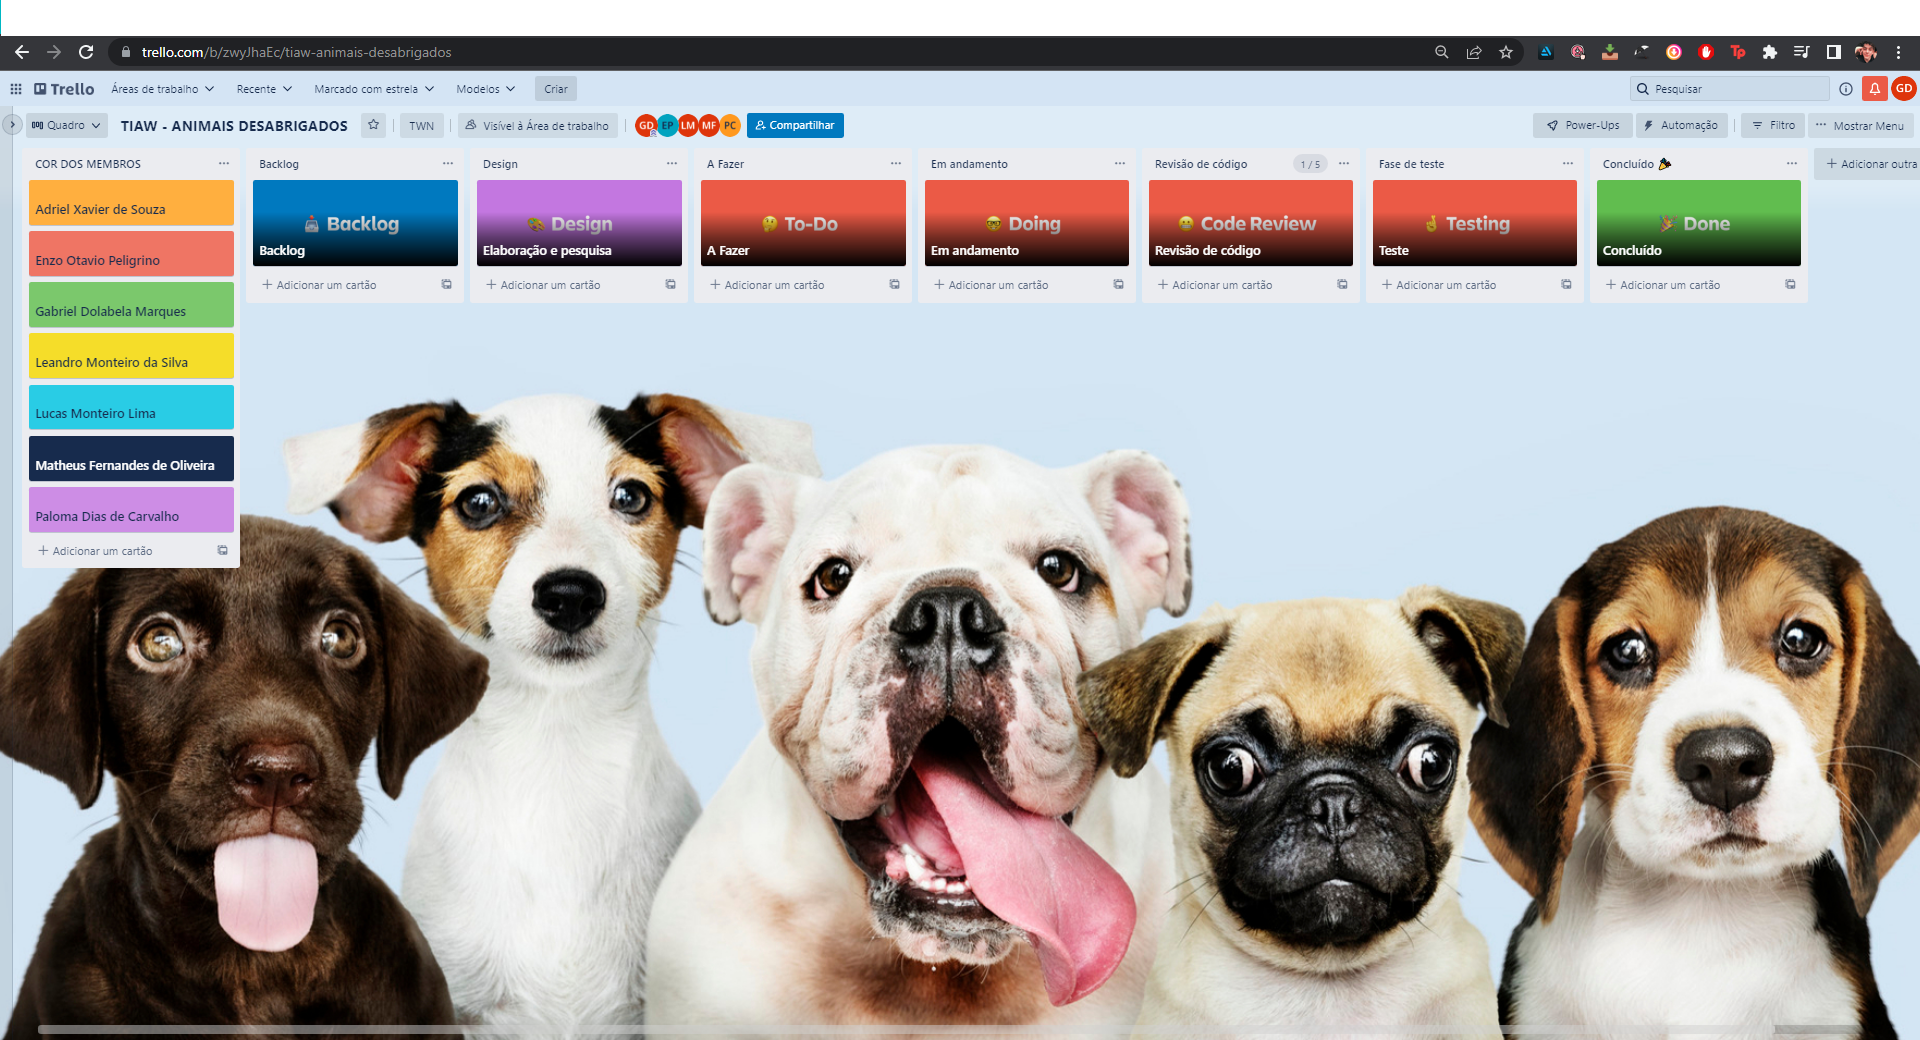 trello.com/b/zwyJhaEc/tiaw-animais-desabrigados
Trello Áreas de trabalho Recente Marcado com estrela Modelos Criar Pesquisar GD
Quadro TIAW - ANIMAIS DESABRIGADOS TWN Visível à Área de trabalho GD EP LM MF PC Compartilhar Power-Ups Automação Filtro Mostrar Menu
COR DOS MEMBROS
Adriel Xavier de Souza
Enzo Otavio Peligrino
Gabriel Dolabela Marques
Leandro Monteiro da Silva
Lucas Monteiro Lima
Matheus Fernandes de Oliveira
Paloma Dias de Carvalho
+ Adicionar um cartão
Backlog
Backlog
Backlog
+ Adicionar um cartão
Design
Design
Elaboração e pesquisa
+ Adicionar um cartão
A Fazer
To-Do
A Fazer
+ Adicionar um cartão
Em andamento
Doing
Em andamento
+ Adicionar um cartão
Revisão de código 1 / 5
Code Review
Revisão de código
+ Adicionar um cartão
Fase de teste
Testing
Teste
+ Adicionar um cartão
Concluído 🎉
Done
Concluído
+ Adicionar um cartão
+ Adicionar outra